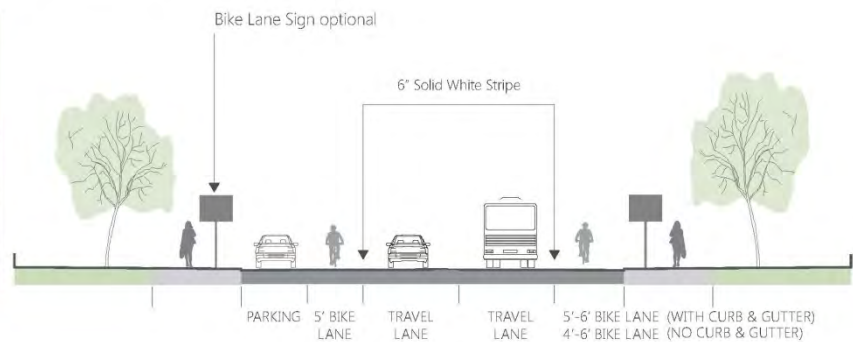 Bike Lane Sign optional
6" Solid White Stripe
PARKING
5' BIKE
LANE
TRAVEL
LANE
TRAVEL
LANE
5'-6' BIKE LANE (WITH CURB & GUTTER)
4'-6' BIKE LANE (NO CURB & GUTTER)